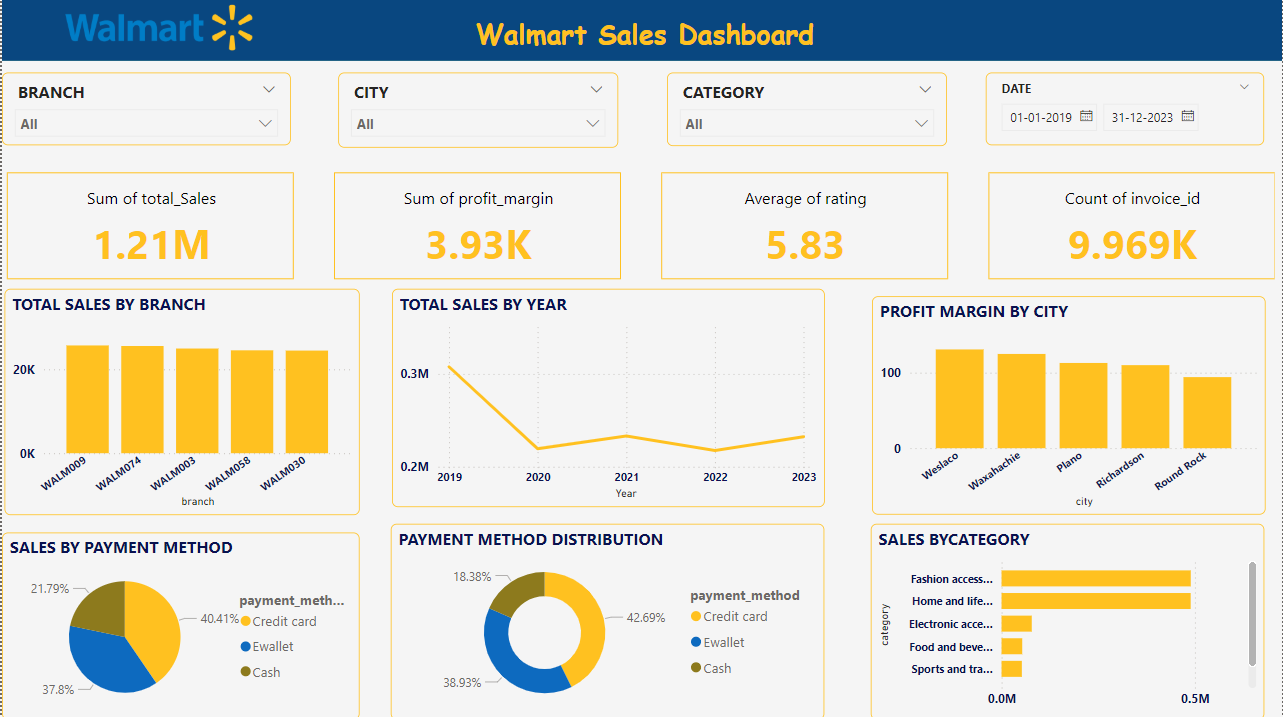 Walmart
Walmart Sales Dashboard
BRANCH
All
CITY
All
CATEGORY
All
DATE
01-01-2019
31-12-2023
Sum of total_Sales
1.21M
Sum of profit_margin
3.93K
Average of rating
5.83
Count of invoice_id
9.969K
TOTAL SALES BY BRANCH
20K
0K
WALM009
WALM074
WALM003
WALM058
WALM030
branch
TOTAL SALES BY YEAR
0.3M
0.2M
2019
2020
2021
2022
2023
Year
PROFIT MARGIN BY CITY
100
0
Weslaco
Waxahachie
Plano
Richardson
Round Rock
city
SALES BY PAYMENT METHOD
21.79%
40.41%
37.8%
payment_meth...
Credit card
Ewallet
Cash
PAYMENT METHOD DISTRIBUTION
18.38%
42.69%
38.93%
payment_method
Credit card
Ewallet
Cash
SALES BYCATEGORY
category
Fashion access...
Home and life...
Electronic acce...
Food and beve...
Sports and tra...
0.0M
0.5M